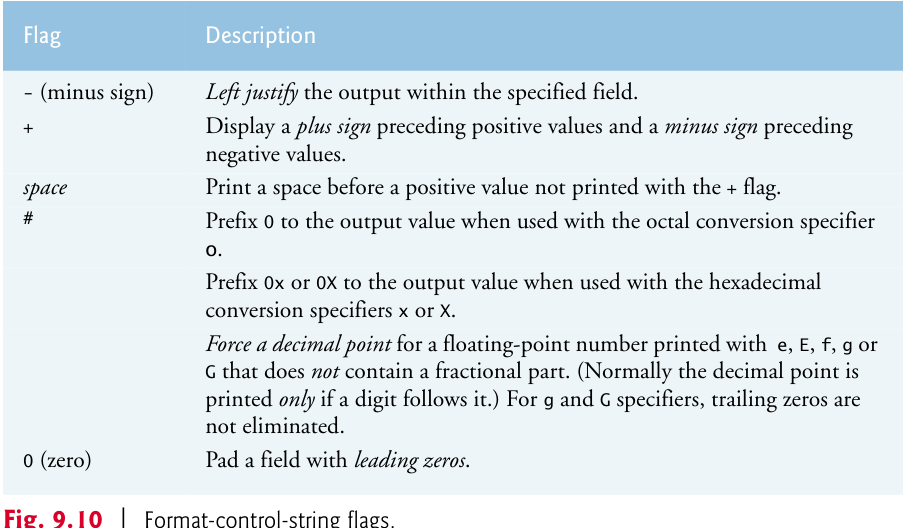 Flag Description
- (minus sign) Left justify the output within the specified field.
+ Display a plus sign preceding positive values and a minus sign preceding
negative values.
space Print a space before a positive value not printed with the + flag.
# Prefix 0 to the output value when used with the octal conversion specifier
o.
Prefix 0x or 0X to the output value when used with the hexadecimal
conversion specifiers x or X.
Force a decimal point for a floating-point number printed with e, E, f, g or
G that does not contain a fractional part. (Normally the decimal point is
printed only if a digit follows it.) For g and G specifiers, trailing zeros are
not eliminated.
0 (zero) Pad a field with leading zeros.
Fig. 9.10 | Format-control-string flags.